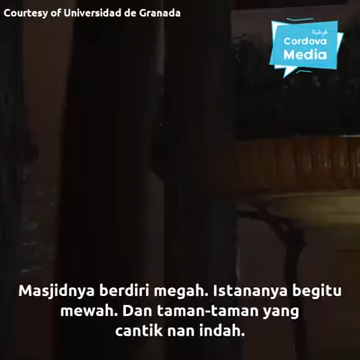 Courtesy of Universidad de Granada
قرطبة
Cordova
Media
Masjidnya berdiri megah. Istananya begitu
mewah. Dan taman-taman yang
cantik nan indah.